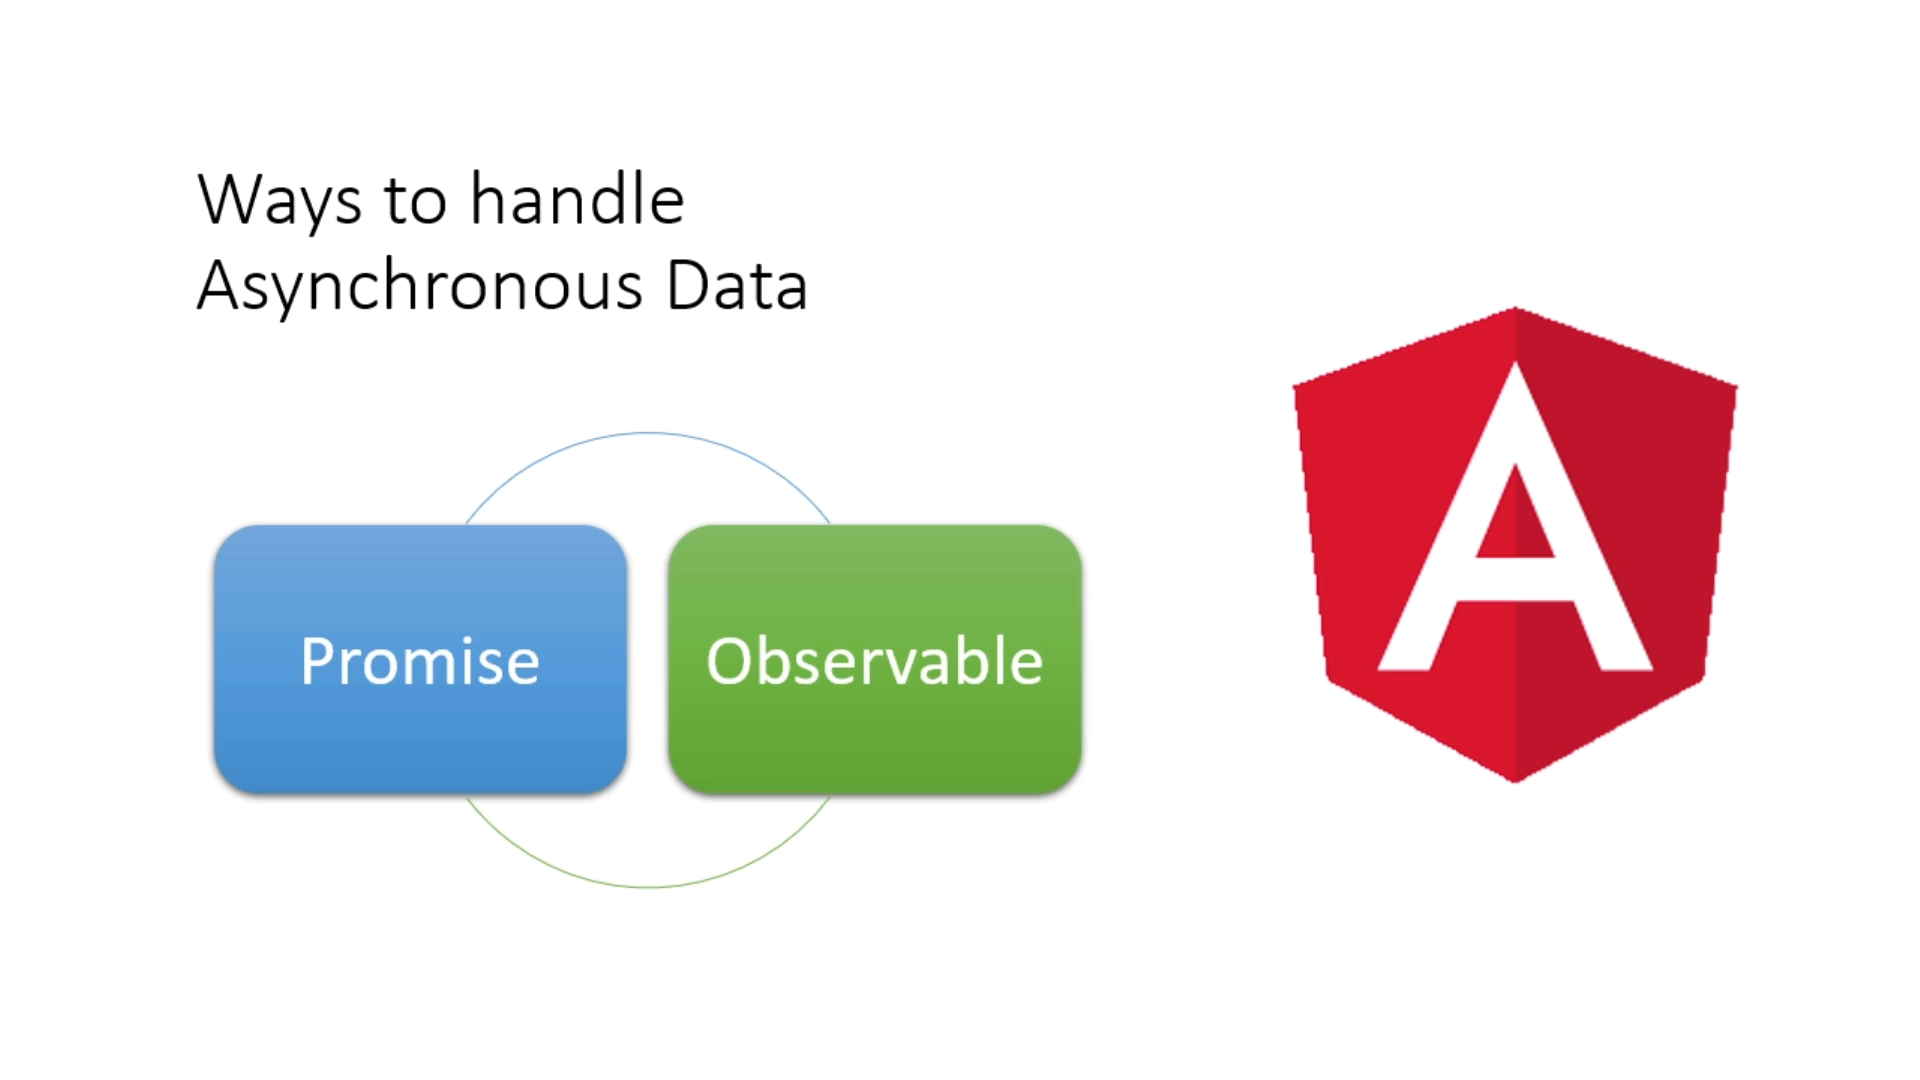 Ways to handle
Asynchronous Data
Promise
Observable
A